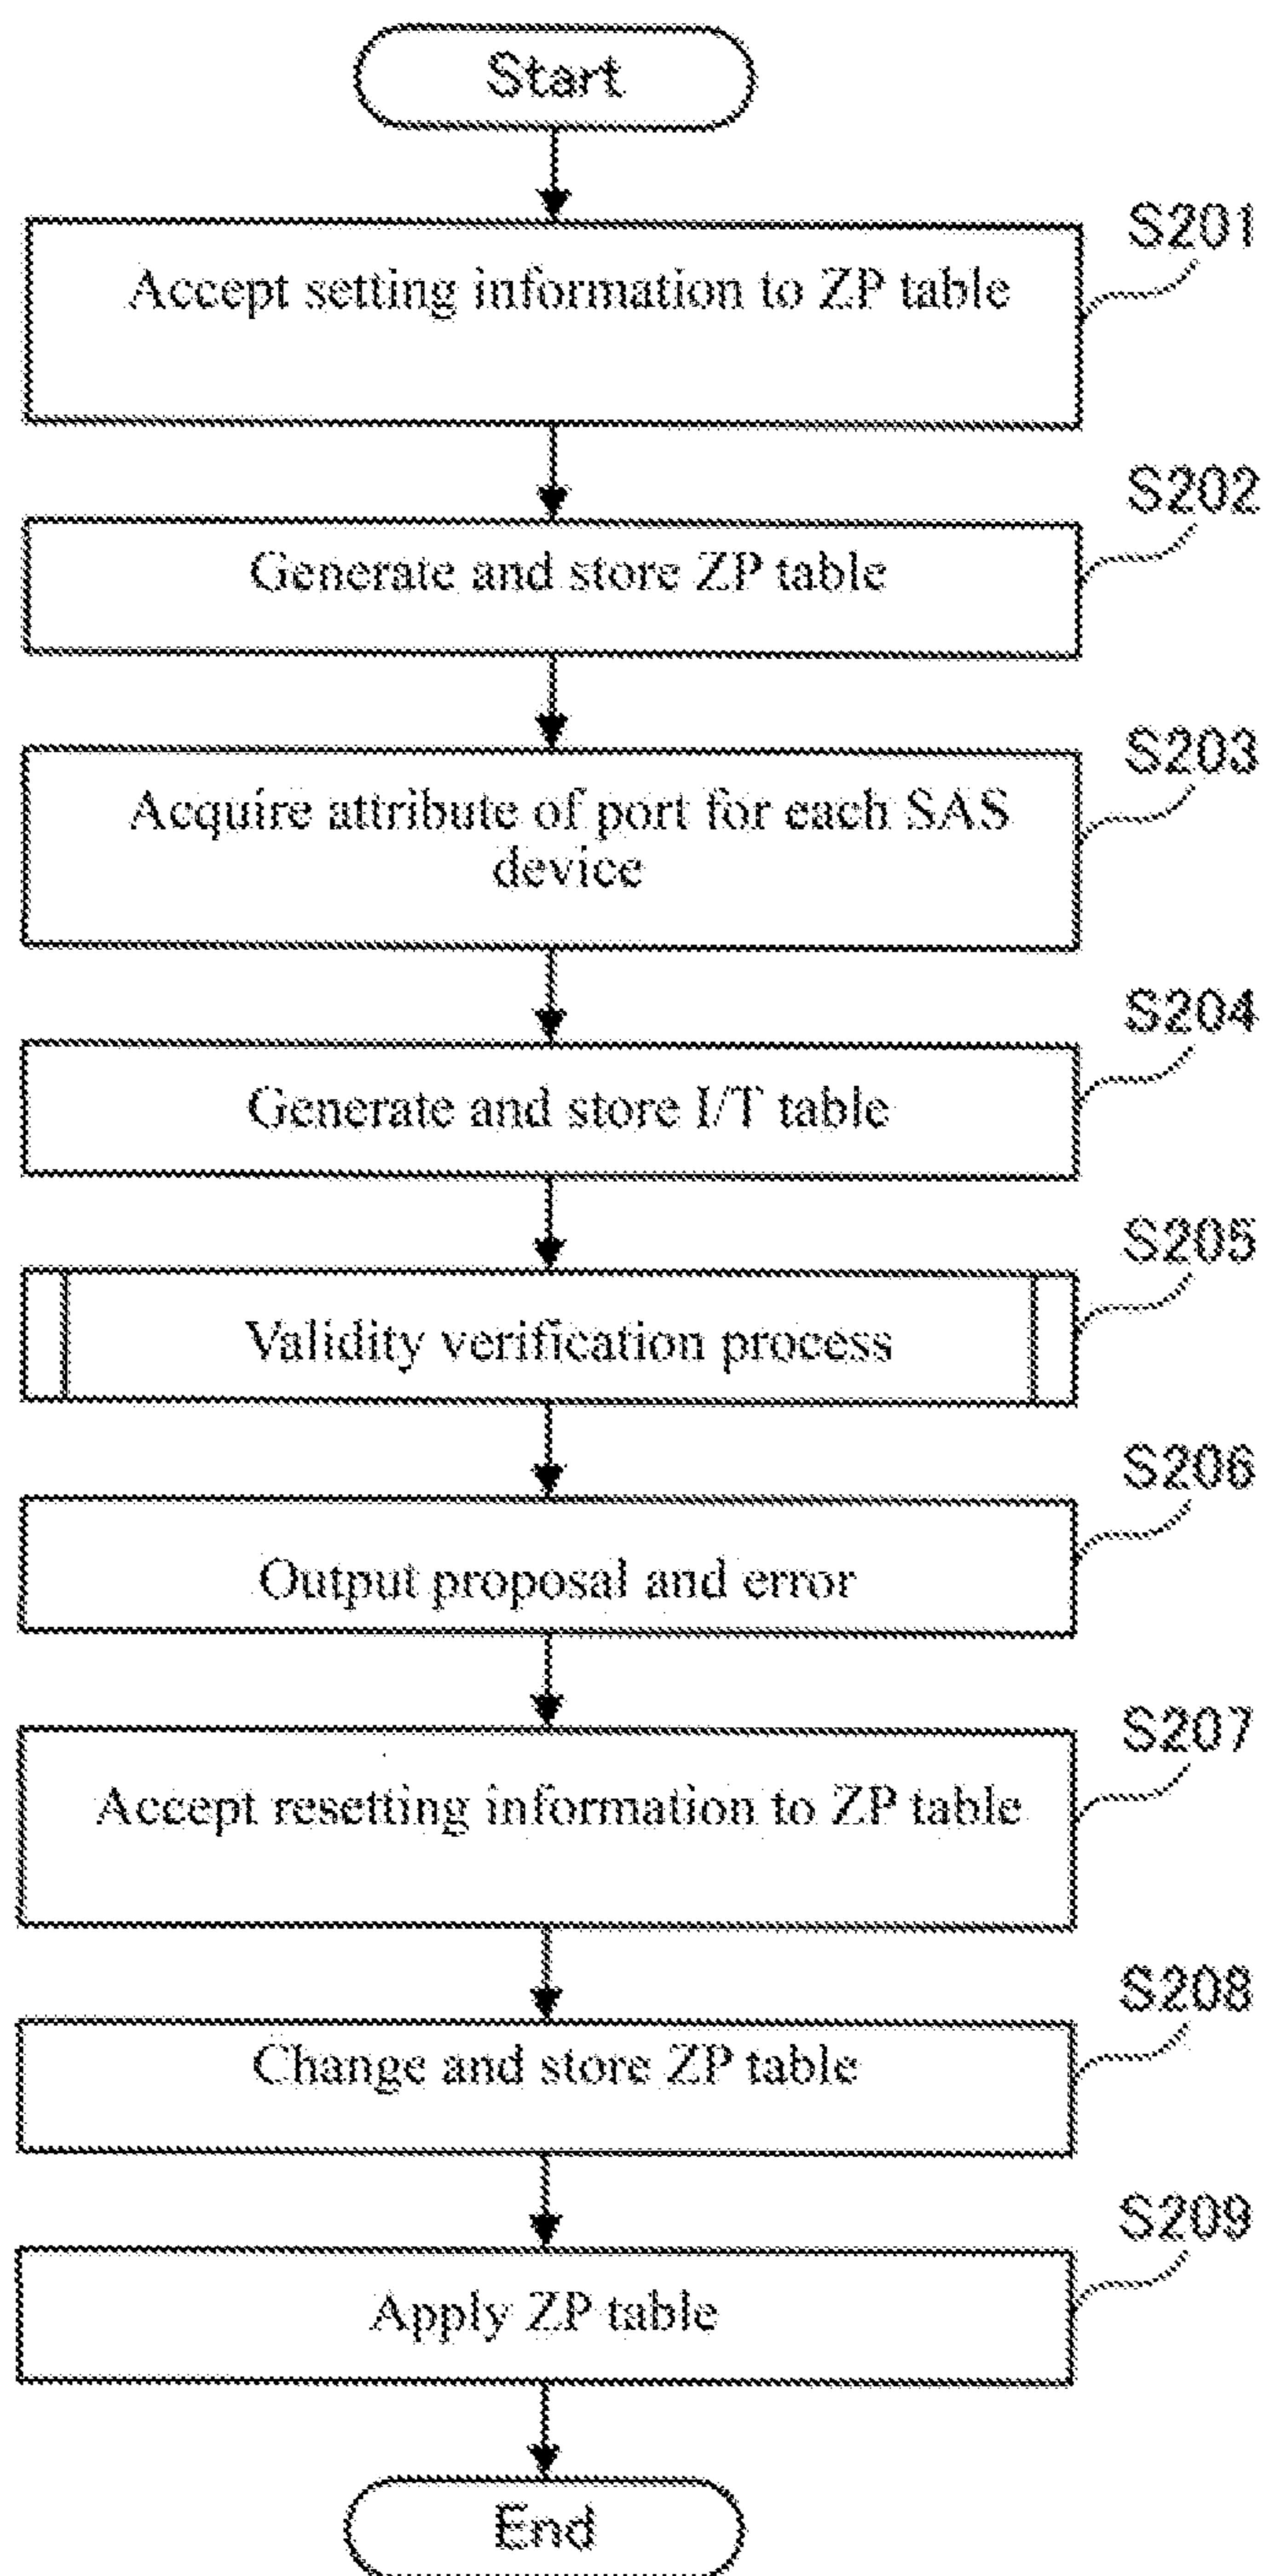 Start
S201
Accept setting information to ZP table
S202
Generate and store ZP table
S203
Acquire attribute of port for each SAS
device
S204
Generate and store I/T table
S205
Validity verification process
S206
Output proposal and error
S207
Accept resetting information to ZP table
S208
Change and store ZP table
S209
Apply ZP table
End